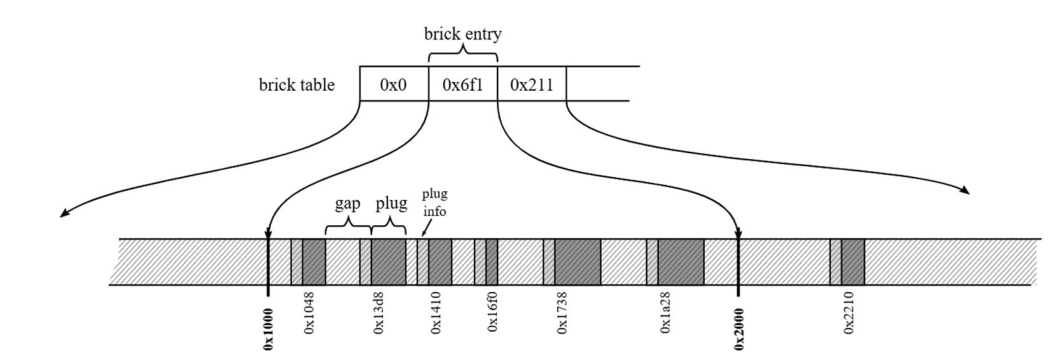 brick entry
brick table 0x0 0x6f1 0x211
gap plug plug
info
0x1000 0x1048 0x13d8 0x1410 0x16f0 0x1738 0x1a28 0x2000 0x2210